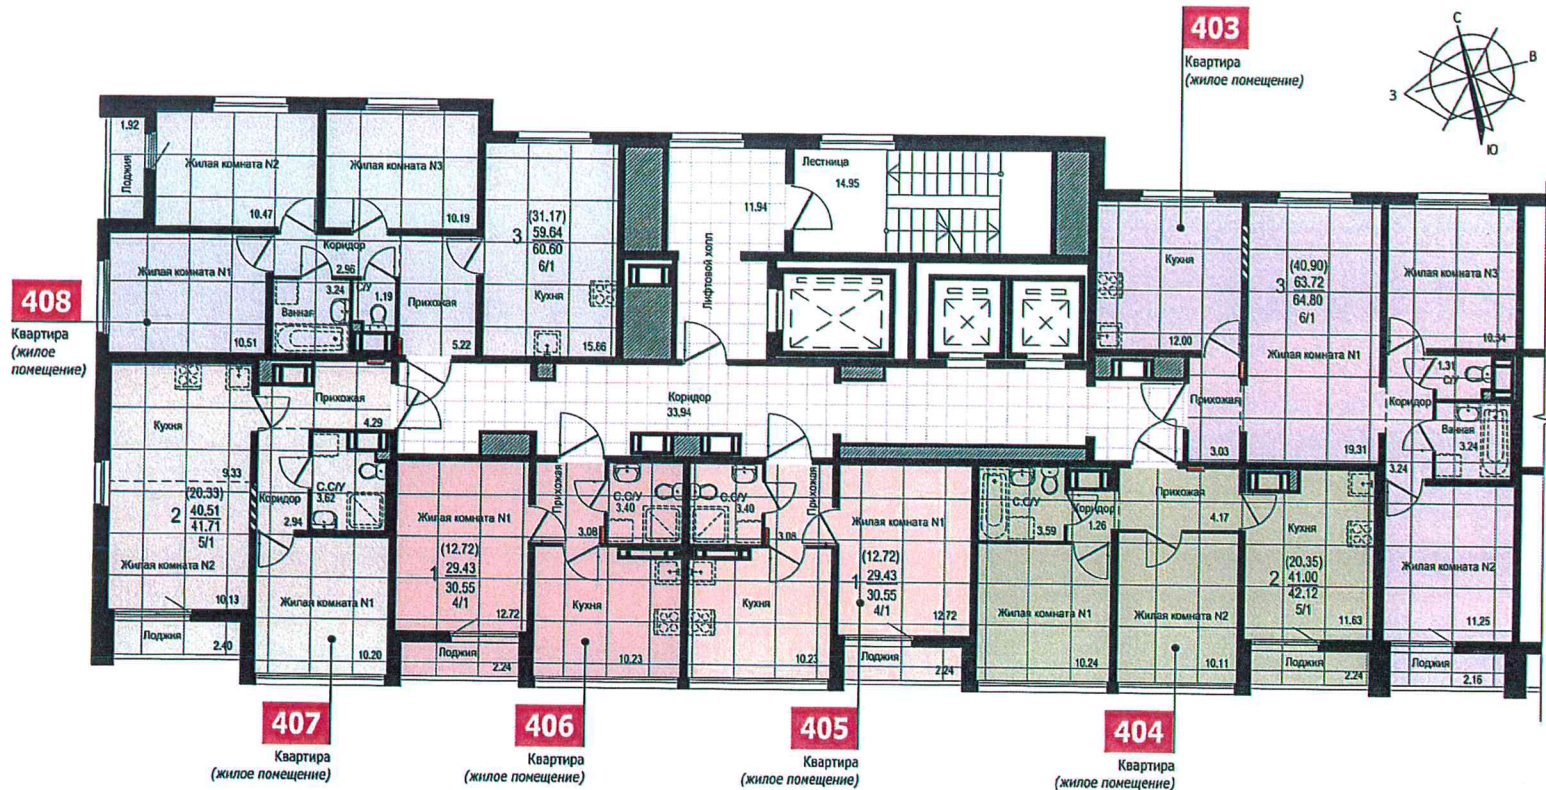 403
Квартира
(жилое помещение)
С
В
З
Ю
1.92
Лоджия
Жилая комната N2
10.47
Жилая комната N3
10.19
(31.17)
3
59.64
60.60
6/1
Кухня
15.66
Коридор
2.96
Жилая комната N1
10.51
3.24
Ванная
С/У
1.19
Прихожая
5.22
408
Квартира
(жилое
помещение)
11.94
Лифтовой холл
Лестница
14.95
Кухня
12.00
(40.90)
3
63.72
64.80
6/1
Жилая комната N1
19.31
Жилая комната N3
10.34
1.31
С/У
Коридор
3.24
Ванная
3.24
Прихожая
3.03
Жилая комната N2
11.25
Лоджия
2.16
Коридор
33.94
Прихожая
4.29
Кухня
9.33
(20.33)
2
40.51
41.71
5/1
Жилая комната N2
10.13
Лоджия
2.40
С.С/У
3.62
Коридор
2.94
Жилая комната N1
10.20
Жилая комната N1
(12.72)
1
29.43
30.55
4/1
12.72
Лоджия
2.24
Прихожая
3.08
С.С/У
3.40
Кухня
10.23
С.С/У
3.40
Прихожая
3.08
Кухня
10.23
Жилая комната N1
(12.72)
1
29.43
30.55
4/1
12.72
Лоджия
2.24
С.С/У
3.59
Коридор
1.26
Прихожая
4.17
Жилая комната N1
10.24
Жилая комната N2
10.11
Кухня
(20.35)
2
41.00
42.12
5/1
11.63
Лоджия
2.24
407
Квартира
(жилое помещение)
406
Квартира
(жилое помещение)
405
Квартира
(жилое помещение)
404
Квартира
(жилое помещение)